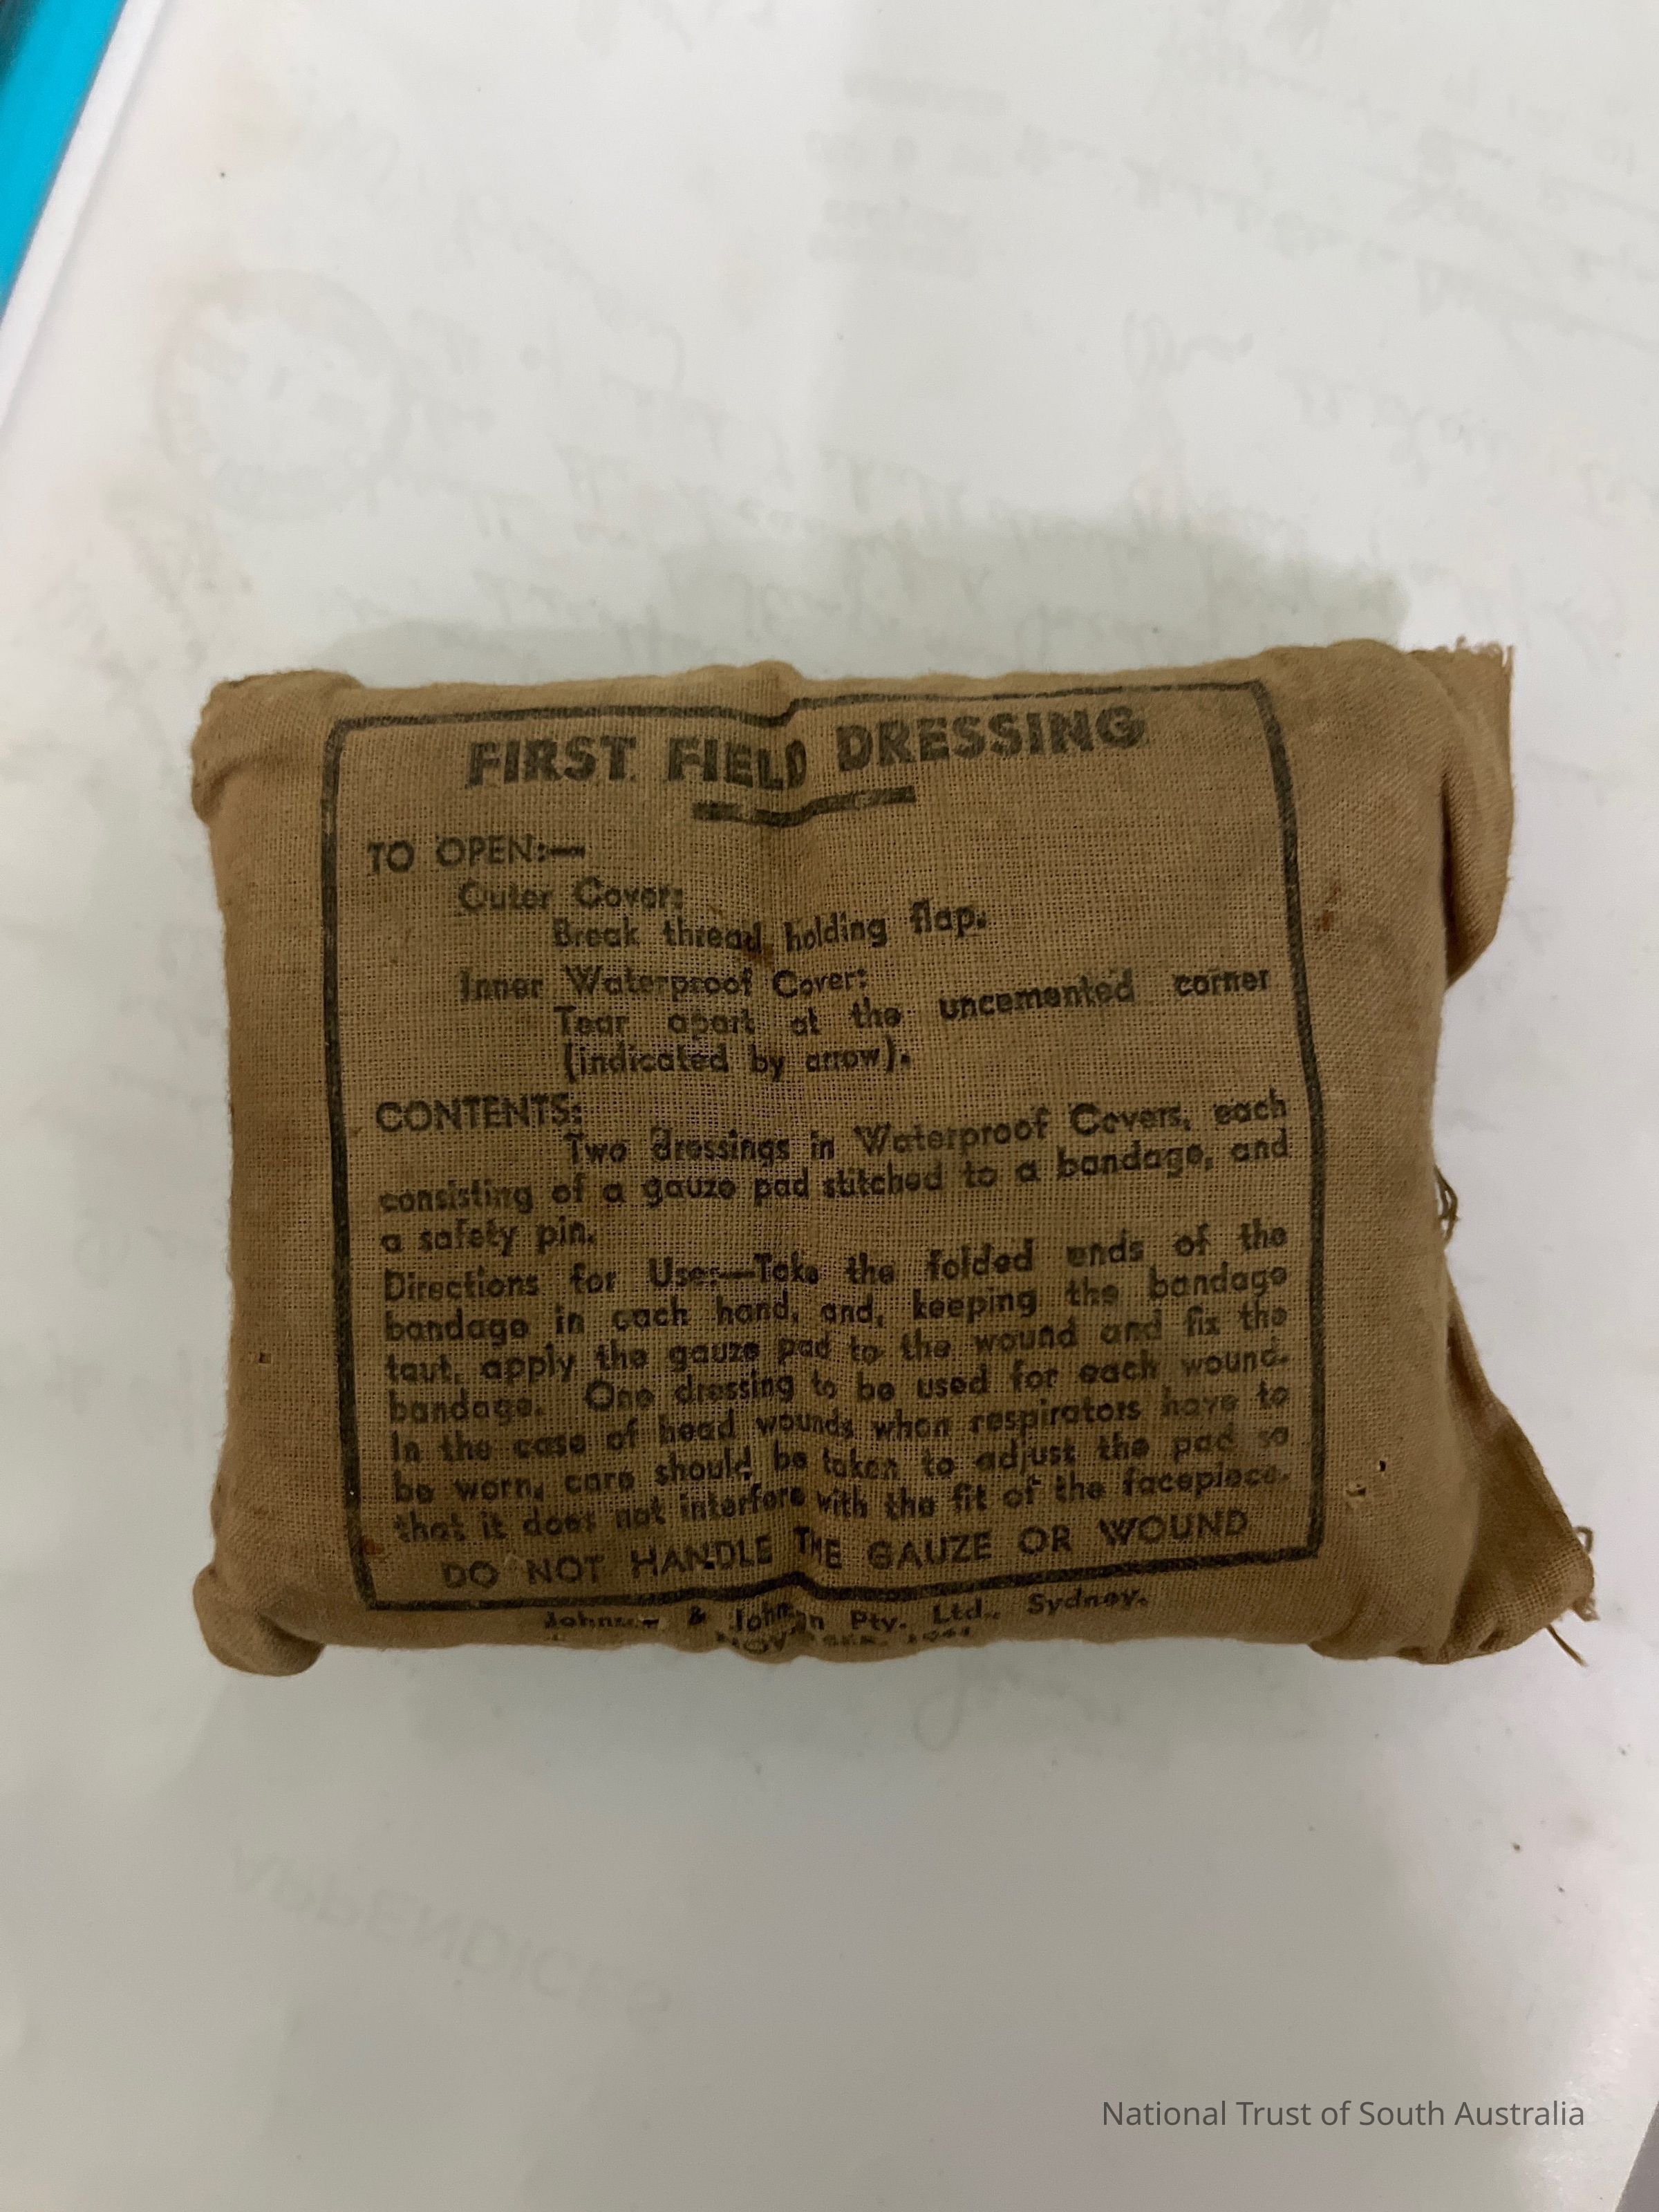 FIRST FIELD DRESSING
TO OPEN:—
Outer Cover:
Break thread holding flap.
Inner Waterproof Cover:
Tear apart at the uncemented corner
(indicated by arrow).
CONTENTS:
Two dressings in Waterproof Covers, each
consisting of a gauze pad stitched to a bandage, and
a safety pin.
Directions for Use:—Take the folded ends of the
bandage in each hand, and, keeping the bandage
taut, apply the gauze pad to the wound and fix the
bandage. One dressing to be used for each wound.
In the case of head wounds when respirators have to
be worn, care should be taken to adjust the pad so
that it does not interfere with the fit of the facepiece.
DO NOT HANDLE THE GAUZE OR WOUND
Johnson & Johnson Pty. Ltd., Sydney.
APPENDICES
National Trust of South Australia